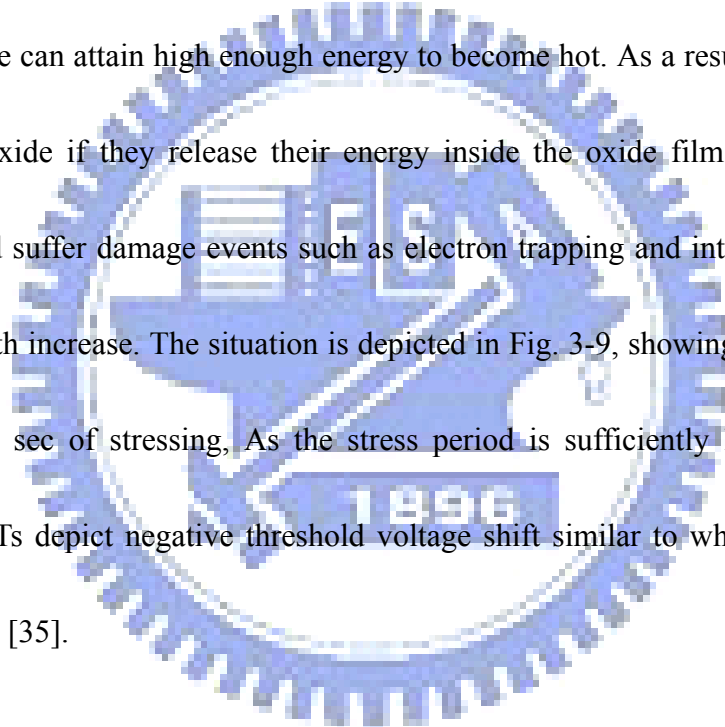 e can attain high enough energy to become hot. As a resu
xide if they release their energy inside the oxide film
l suffer damage events such as electron trapping and int
th increase. The situation is depicted in Fig. 3-9, showing
sec of stressing, As the stress period is sufficiently
Ts depict negative threshold voltage shift similar to wh
[35].
1896